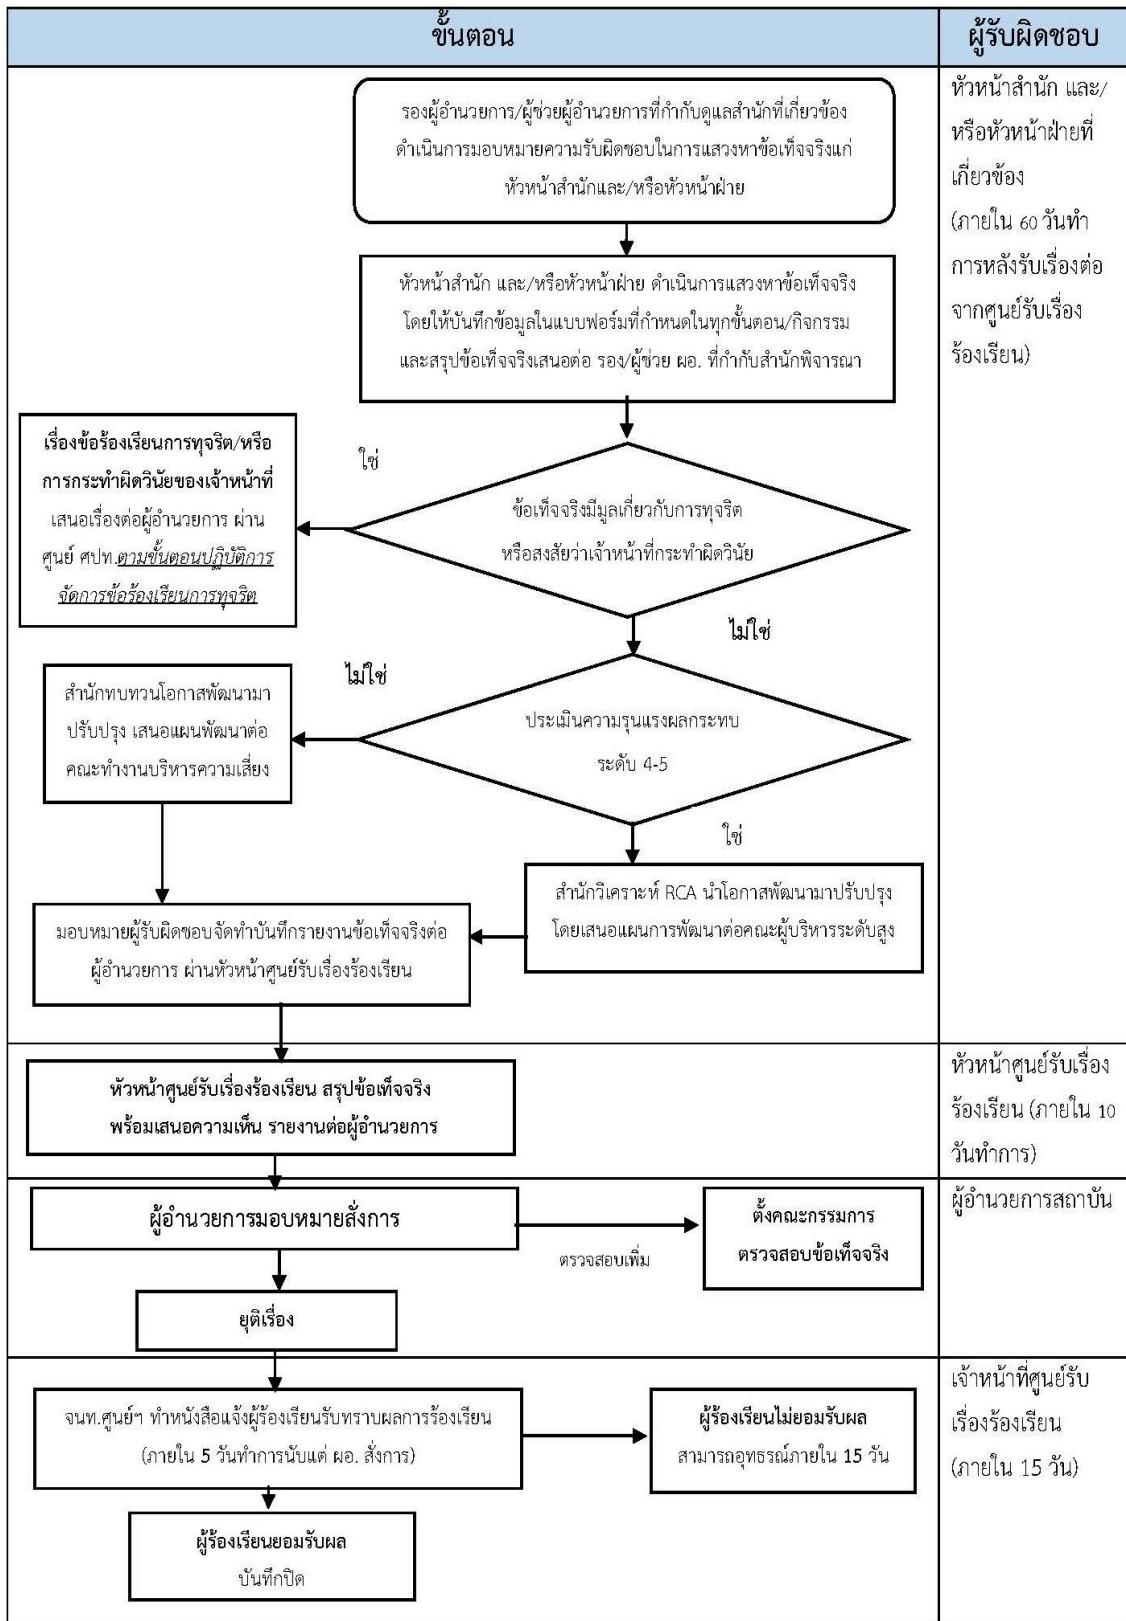 ขั้นตอน
ผู้รับผิดชอบ
รองผู้อำนวยการ/ผู้ช่วยผู้อำนวยการที่กำกับดูแลสำนักที่เกี่ยวข้อง
ดำเนินการมอบหมายความรับผิดชอบในการแสวงหาข้อเท็จจริงแก่
หัวหน้าสำนักและ/หรือหัวหน้าฝ่าย
หัวหน้าสำนัก และ/
หรือหัวหน้าฝ่ายที่
เกี่ยวข้อง
(ภายใน 60 วันทำ
การหลังรับเรื่องต่อ
จากศูนย์รับเรื่อง
ร้องเรียน)
หัวหน้าสำนัก และ/หรือหัวหน้าฝ่าย ดำเนินการแสวงหาข้อเท็จจริง
โดยให้บันทึกข้อมูลในแบบฟอร์มที่กำหนดในทุกขั้นตอน/กิจกรรม
และสรุปข้อเท็จจริงเสนอต่อ รอง/ผู้ช่วย ผอ. ที่กำกับสำนักพิจารณา
ใช่
เรื่องข้อร้องเรียนการทุจริต/หรือ
การกระทำผิดวินัยของเจ้าหน้าที่
เสนอเรื่องต่อผู้อำนวยการ ผ่าน
ศูนย์ ศปท.ตามขั้นตอนปฏิบัติการ
จัดการข้อร้องเรียนการทุจริต
ข้อเท็จจริงมีมูลเกี่ยวกับการทุจริต
หรือสงสัยว่าเจ้าหน้าที่กระทำผิดวินัย
ไม่ใช่
ไม่ใช่
สำนักทบทวนโอกาสพัฒนามา
ปรับปรุง เสนอแผนพัฒนาต่อ
คณะทำงานบริหารความเสี่ยง
ประเมินความรุนแรงผลกระทบ
ระดับ 4-5
ใช่
สำนักวิเคราะห์ RCA นำโอกาสพัฒนามาปรับปรุง
โดยเสนอแผนการพัฒนาต่อคณะผู้บริหารระดับสูง
มอบหมายผู้รับผิดชอบจัดทำบันทึกรายงานข้อเท็จจริงต่อ
ผู้อำนวยการ ผ่านหัวหน้าศูนย์รับเรื่องร้องเรียน
หัวหน้าศูนย์รับเรื่องร้องเรียน สรุปข้อเท็จจริง
พร้อมเสนอความเห็น รายงานต่อผู้อำนวยการ
หัวหน้าศูนย์รับเรื่อง
ร้องเรียน (ภายใน 10
วันทำการ)
ผู้อำนวยการมอบหมายสั่งการ
ตรวจสอบเพิ่ม
ตั้งคณะกรรมการ
ตรวจสอบข้อเท็จจริง
ผู้อำนวยการสถาบัน
ยุติเรื่อง
จนท.ศูนย์ฯ ทำหนังสือแจ้งผู้ร้องเรียนรับทราบผลการร้องเรียน
(ภายใน 5 วันทำการนับแต่ ผอ. สั่งการ)
ผู้ร้องเรียนไม่ยอมรับผล
สามารถอุทธรณ์ภายใน 15 วัน
เจ้าหน้าที่ศูนย์รับ
เรื่องร้องเรียน
(ภายใน 15 วัน)
ผู้ร้องเรียนยอมรับผล
บันทึกปิด